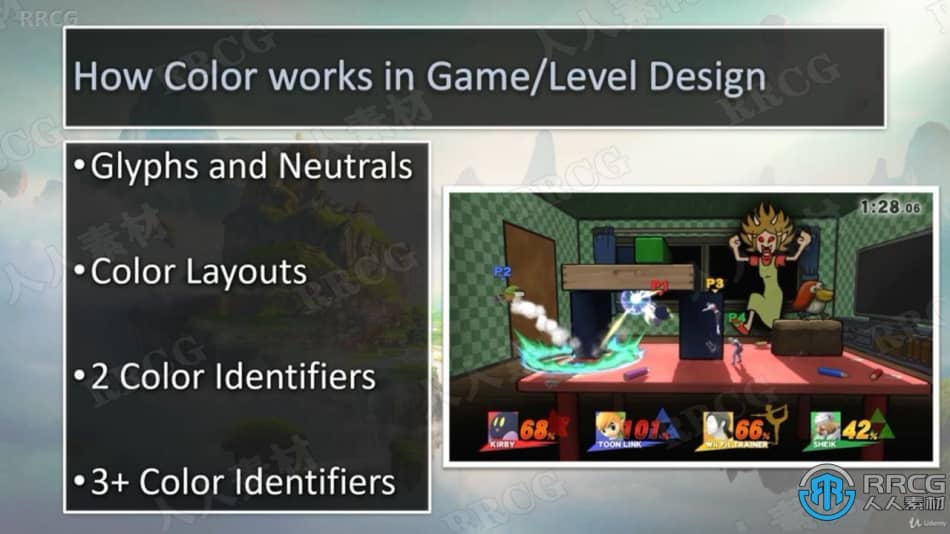 RRCG
How Color works in Game/Level Design
• Glyphs and Neutrals
• Color Layouts
• 2 Color Identifiers
• 3+ Color Identifiers
1:28.06
P2
P1
P3
P4
68%
KIRBY
101%
TOON LINK
66%
Wii Fit TRAINER
42%
SHEIK
RRCG
人人素材
Udemy